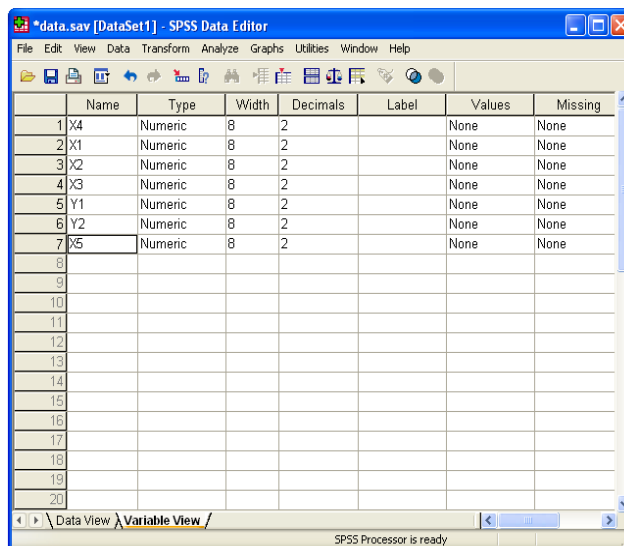 *data.sav [DataSet1] - SPSS Data Editor
File Edit View Data Transform Analyze Graphs Utilities Window Help
Name Type Width Decimals Label Values Missing
1 X4 Numeric 8 2 None None
2 X1 Numeric 8 2 None None
3 X2 Numeric 8 2 None None
4 X3 Numeric 8 2 None None
5 Y1 Numeric 8 2 None None
6 Y2 Numeric 8 2 None None
7 X5 Numeric 8 2 None None
8
9
10
11
12
13
14
15
16
17
18
19
20
Data View Variable View
SPSS Processor is ready